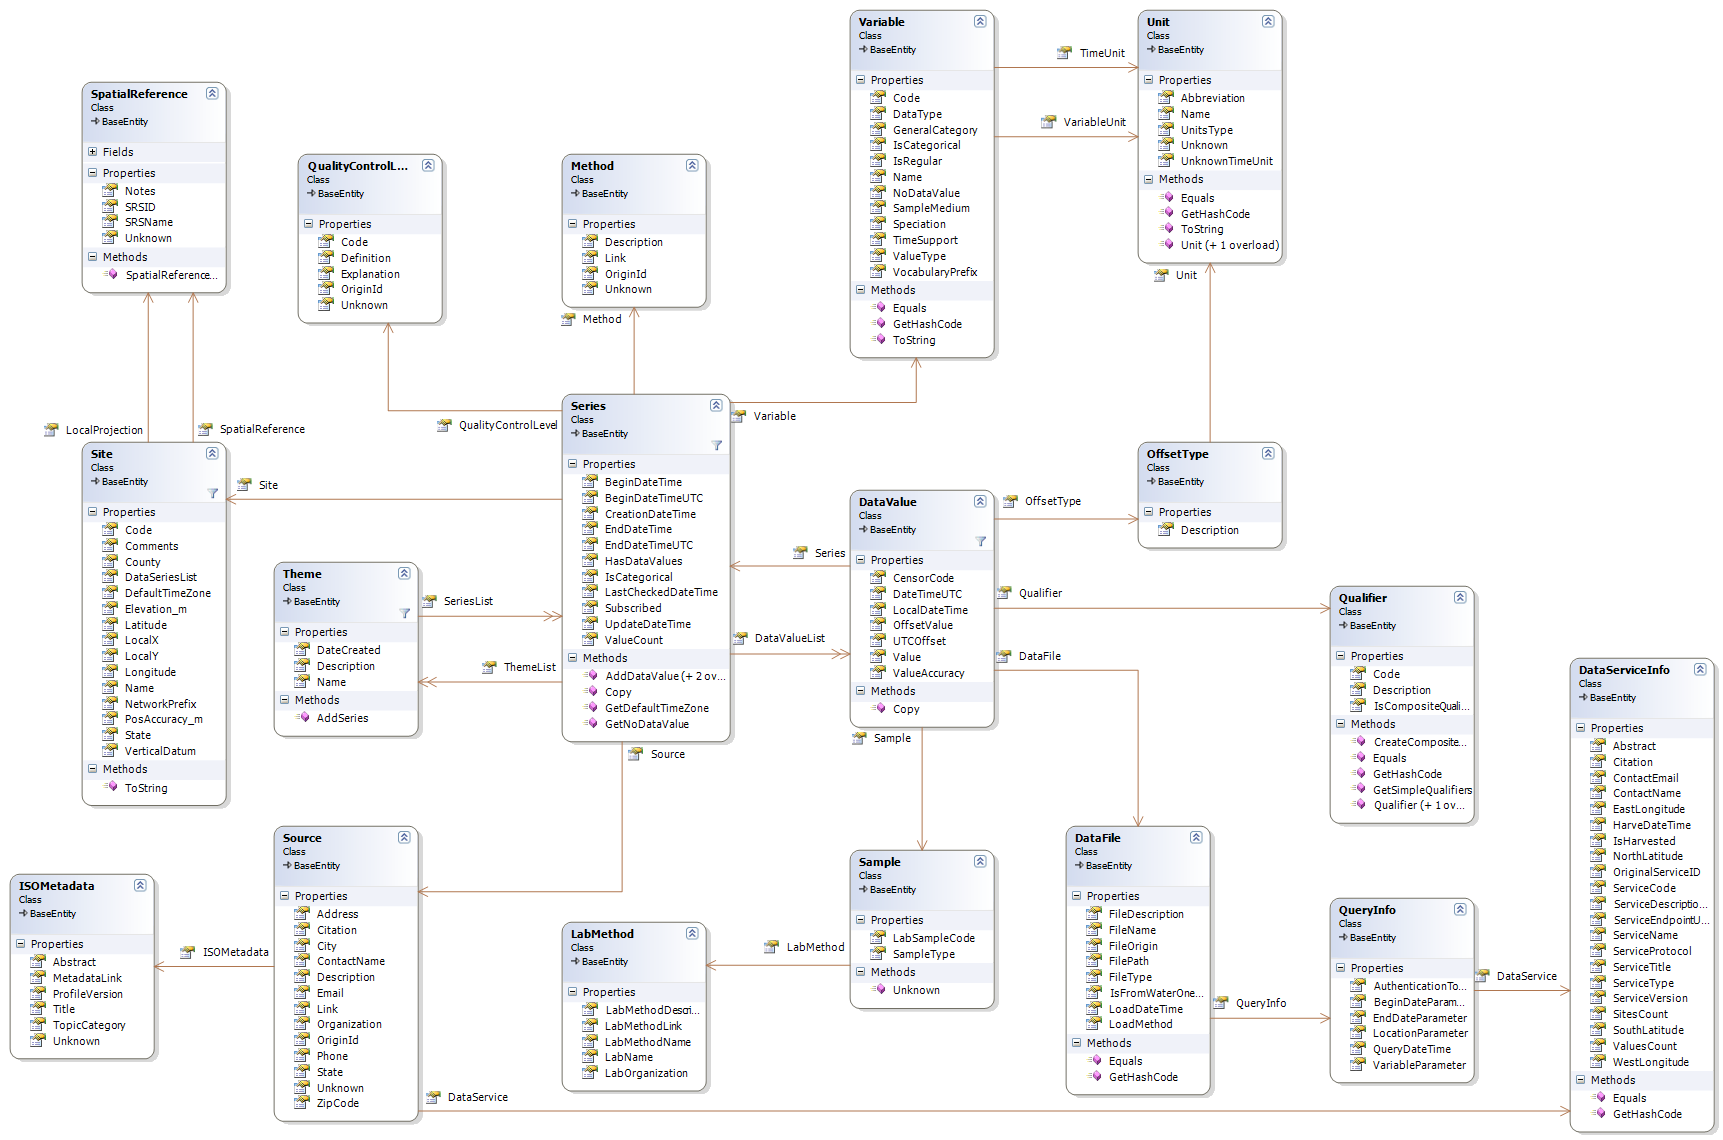 Variable
Class
BaseEntity
Properties
Code
DataType
GeneralCategory
IsCategorical
IsRegular
Name
NoDataValue
SampleMedium
Speciation
TimeSupport
ValueType
VocabularyPrefix
Methods
Equals
GetHashCode
ToString
TimeUnit
VariableUnit
Unit
Class
BaseEntity
Properties
Abbreviation
Name
UnitsType
Unknown
UnknownTimeUnit
Methods
Equals
GetHashCode
ToString
Unit (+ 1 overload)
Unit
SpatialReference
Class
BaseEntity
Fields
Properties
Notes
SRSID
SRSName
Unknown
Methods
SpatialReference...
QualityControlL...
Class
BaseEntity
Properties
Code
Definition
Explanation
OriginId
Unknown
Method
Class
BaseEntity
Properties
Description
Link
OriginId
Unknown
Method
LocalProjection
SpatialReference
QualityControlLevel
Variable
Series
Class
BaseEntity
Properties
BeginDateTime
BeginDateTimeUTC
CreationDateTime
EndDateTime
EndDateTimeUTC
HasDataValues
IsCategorical
LastCheckedDateTime
Subscribed
UpdateDateTime
ValueCount
Methods
AddDataValue (+ 2 ov...
Copy
GetDefaultTimeZone
GetNoDataValue
Site
Class
BaseEntity
Properties
Code
Comments
County
DataSeriesList
DefaultTimeZone
Elevation_m
Latitude
LocalX
LocalY
Longitude
Name
NetworkPrefix
PosAccuracy_m
State
VerticalDatum
Methods
ToString
Site
Theme
Class
BaseEntity
Properties
DateCreated
Description
Name
Methods
AddSeries
SeriesList
ThemeList
Source
DataValue
Class
BaseEntity
Properties
CensorCode
DateTimeUTC
LocalDateTime
OffsetValue
UTCOffset
Value
ValueAccuracy
Methods
Copy
Series
DataValueList
OffsetType
Qualifier
DataFile
Sample
OffsetType
Class
BaseEntity
Properties
Description
Qualifier
Class
BaseEntity
Properties
Code
Description
IsCompositeQuali...
Methods
CreateComposite...
Equals
GetHashCode
GetSimpleQualifiers
Qualifier (+ 1 ov...
DataServiceInfo
Class
BaseEntity
Properties
Abstract
Citation
ContactEmail
ContactName
EastLongitude
HarveDateTime
IsHarvested
NorthLatitude
OriginalServiceID
ServiceCode
ServiceDescriptio...
ServiceEndpointU...
ServiceName
ServiceProtocol
ServiceTitle
ServiceType
ServiceVersion
SitesCount
SouthLatitude
ValuesCount
WestLongitude
Methods
Equals
GetHashCode
Source
Class
BaseEntity
Properties
Address
Citation
City
ContactName
Description
Email
Link
Organization
OriginId
Phone
State
Unknown
ZipCode
ISOMetadata
Class
BaseEntity
Properties
Abstract
MetadataLink
ProfileVersion
Title
TopicCategory
Unknown
ISOMetadata
LabMethod
Class
BaseEntity
Properties
LabMethodDescri...
LabMethodLink
LabMethodName
LabName
LabOrganization
LabMethod
Sample
Class
BaseEntity
Properties
LabSampleCode
SampleType
Methods
Unknown
DataFile
Class
BaseEntity
Properties
FileDescription
FileName
FileOrigin
FilePath
FileType
IsFromWaterOne...
LoadDateTime
LoadMethod
Methods
Equals
GetHashCode
QueryInfo
QueryInfo
Class
BaseEntity
Properties
AuthenticationTo...
BeginDateParam...
EndDateParameter
LocationParameter
QueryDateTime
VariableParameter
DataService
DataService